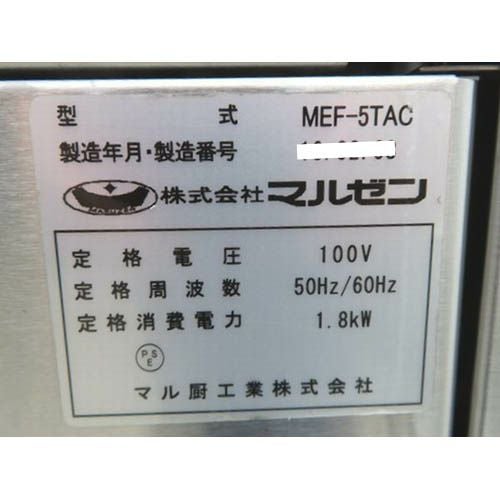 型 式 MEF-5TAC
製造年月・製造番号
MARUZEN 株式会社 マルゼン
定格電圧 100V
定格周波数 50Hz/60Hz
定格消費電力 1.8kW
PS
E
マル厨工業株式会社